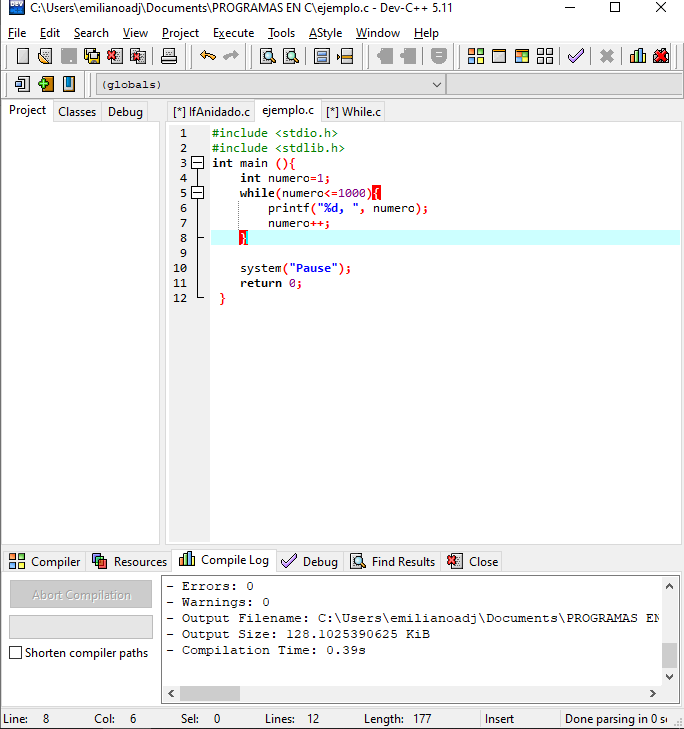 C:\Users\emilianoadj\Documents\PROGRAMAS EN C\ejemplo.c - Dev-C++ 5.11
File Edit Search View Project Execute Tools AStyle Window Help
(globals)
Project Classes Debug [*] IfAnidado.c ejemplo.c [*] While.c
1 #include <stdio.h>
2 #include <stdlib.h>
3 int main (){
4 int numero=1;
5 while(numero<=1000){
6 printf("%d, ", numero);
7 numero++;
8 }
9
10 system("Pause");
11 return 0;
12 }
Compiler Resources Compile Log Debug Find Results Close
Abort Compilation
Shorten compiler paths
- Errors: 0
- Warnings: 0
- Output Filename: C:\Users\emilianoadj\Documents\PROGRAMAS EN
- Output Size: 128.1025390625 KiB
- Compilation Time: 0.39s
Line: 8 Col: 6 Sel: 0 Lines: 12 Length: 177 Insert Done parsing in 0 se